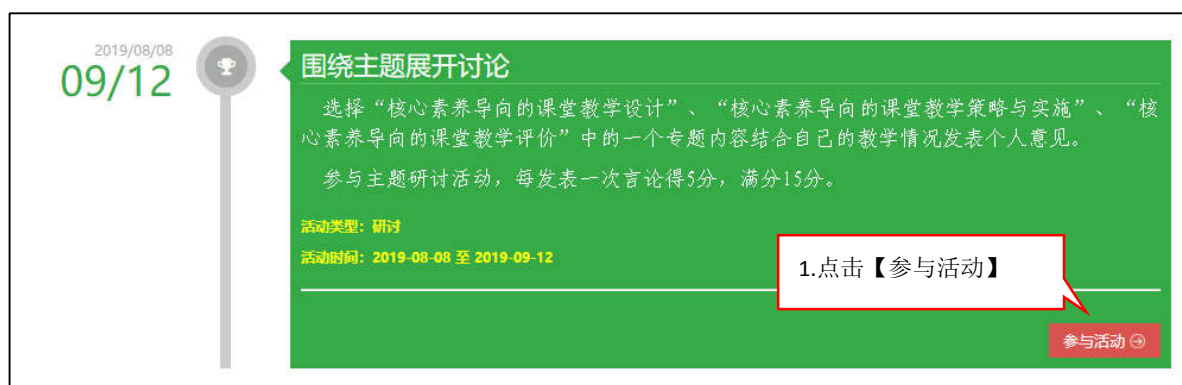 2019/08/08
09/12
围绕主题展开讨论
选择“核心素养导向的课堂教学设计”、“核心素养导向的课堂教学策略与实施”、“核
心素养导向的课堂教学评价”中的一个专题内容结合自己的教学情况发表个人意见。
参与主题研讨活动，每发表一次言论得5分，满分15分。
活动类型：研讨
活动时间：2019-08-08 至 2019-09-12
1.点击【参与活动】
参与活动